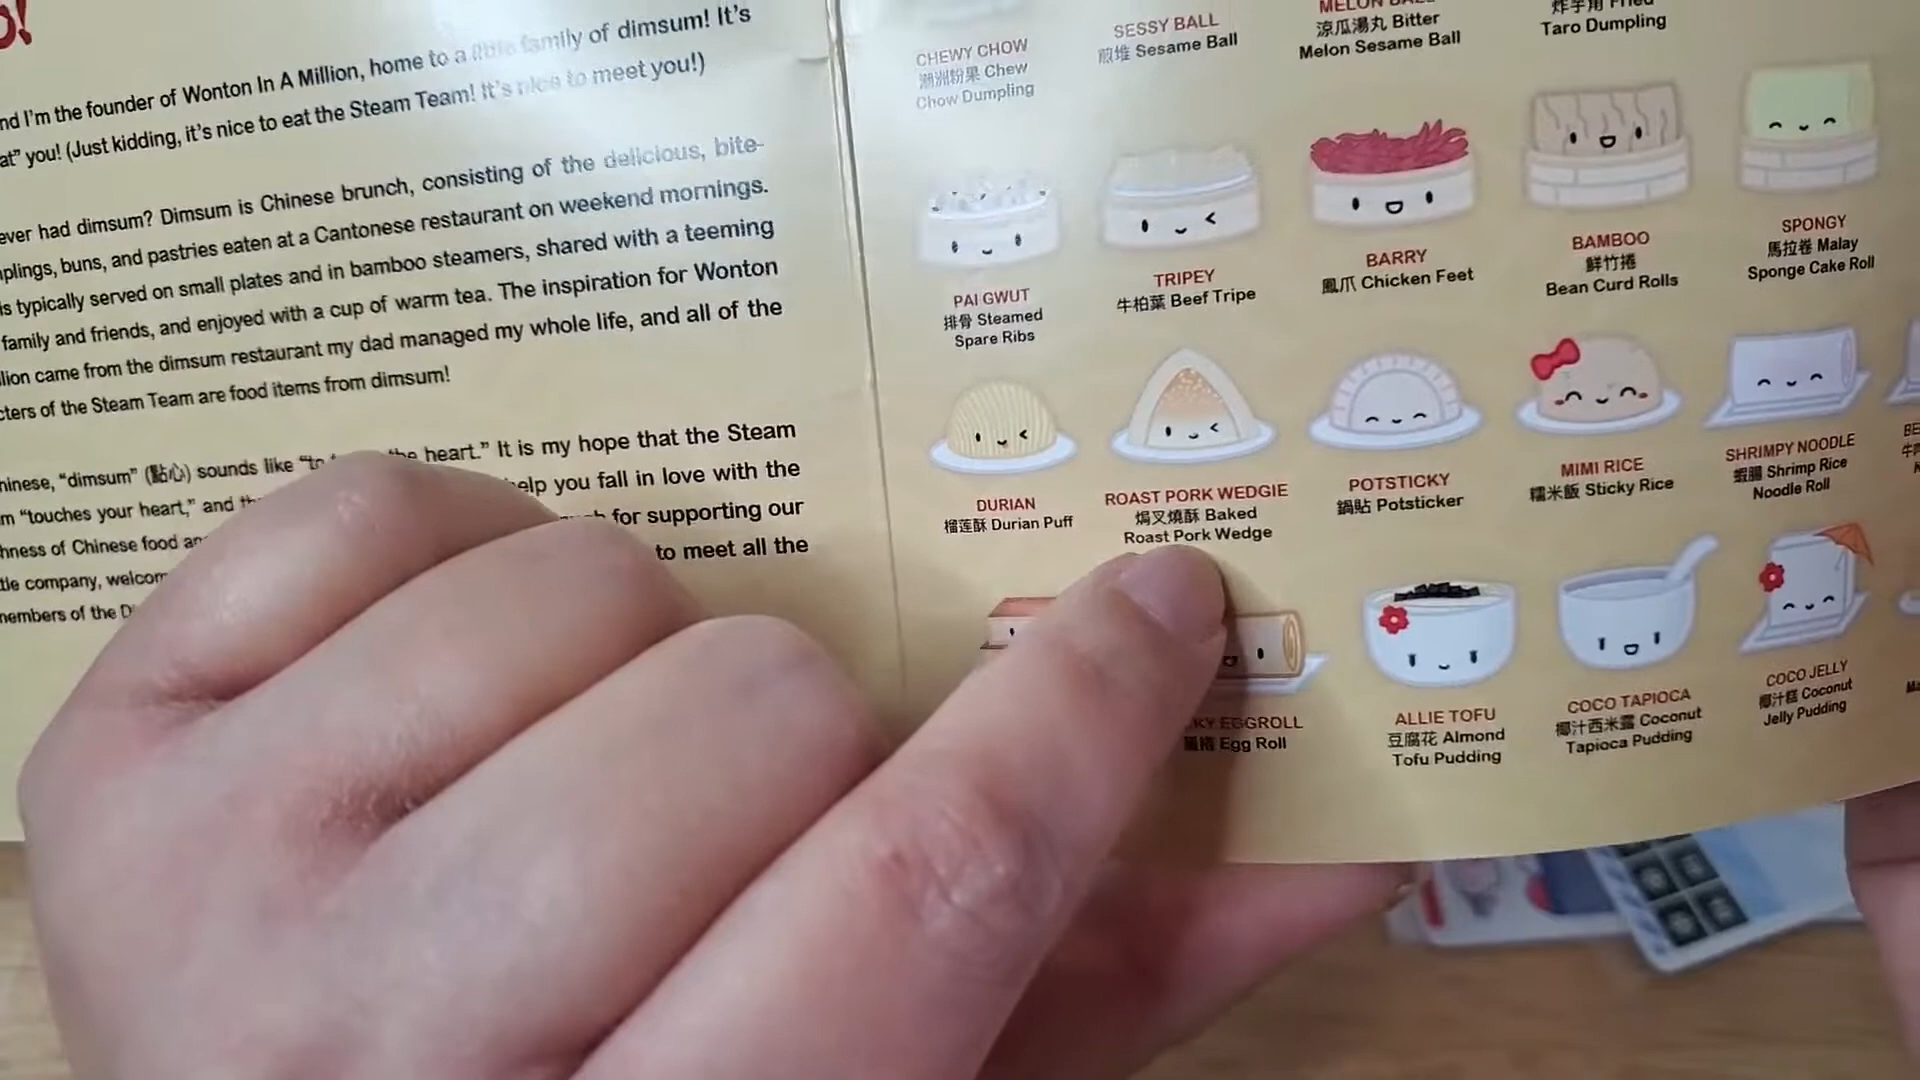 O!
nd I'm the founder of Wonton In A Million, home to a little family of dimsum! It's
at" you! (Just kidding, it's nice to eat the Steam Team! It's nice to meet you!)
ever had dimsum? Dimsum is Chinese brunch, consisting of the delicious, bite-
plings, buns, and pastries eaten at a Cantonese restaurant on weekend mornings.
is typically served on small plates and in bamboo steamers, shared with a teeming
family and friends, and enjoyed with a cup of warm tea. The inspiration for Wonton
llion came from the dimsum restaurant my dad managed my whole life, and all of the
cters of the Steam Team are food items from dimsum!
hinese, "dimsum" (點心) sounds like "to the heart." It is my hope that the Steam
m "touches your heart," and elp you fall in love with the
hness of Chinese food an for supporting our
tle company, welcom to meet all the
members of the D
CHEWY CHOW
潮洲粉果 Chew
Chow Dumpling
SESSY BALL
煎堆 Sesame Ball
MELON BALL
涼瓜湯丸 Bitter
Melon Sesame Ball
炸芋角 Fried
Taro Dumpling
PAI GWUT
排骨 Steamed
Spare Ribs
TRIPEY
牛柏葉 Beef Tripe
BARRY
鳳爪 Chicken Feet
BAMBOO
鮮竹捲
Bean Curd Rolls
SPONGY
馬拉卷 Malay
Sponge Cake Roll
DURIAN
榴莲酥 Durian Puff
ROAST PORK WEDGIE
焗叉燒酥 Baked
Roast Pork Wedge
POTSTICKY
鍋貼 Potsticker
MIMI RICE
糯米飯 Sticky Rice
SHRIMPY NOODLE
蝦腸 Shrimp Rice
Noodle Roll
BE
牛
KY EGGROLL
Egg Roll
ALLIE TOFU
豆腐花 Almond
Tofu Pudding
COCO TAPIOCA
椰汁西米露 Coconut
Tapioca Pudding
COCO JELLY
椰汁糕 Coconut
Jelly Pudding
Ma